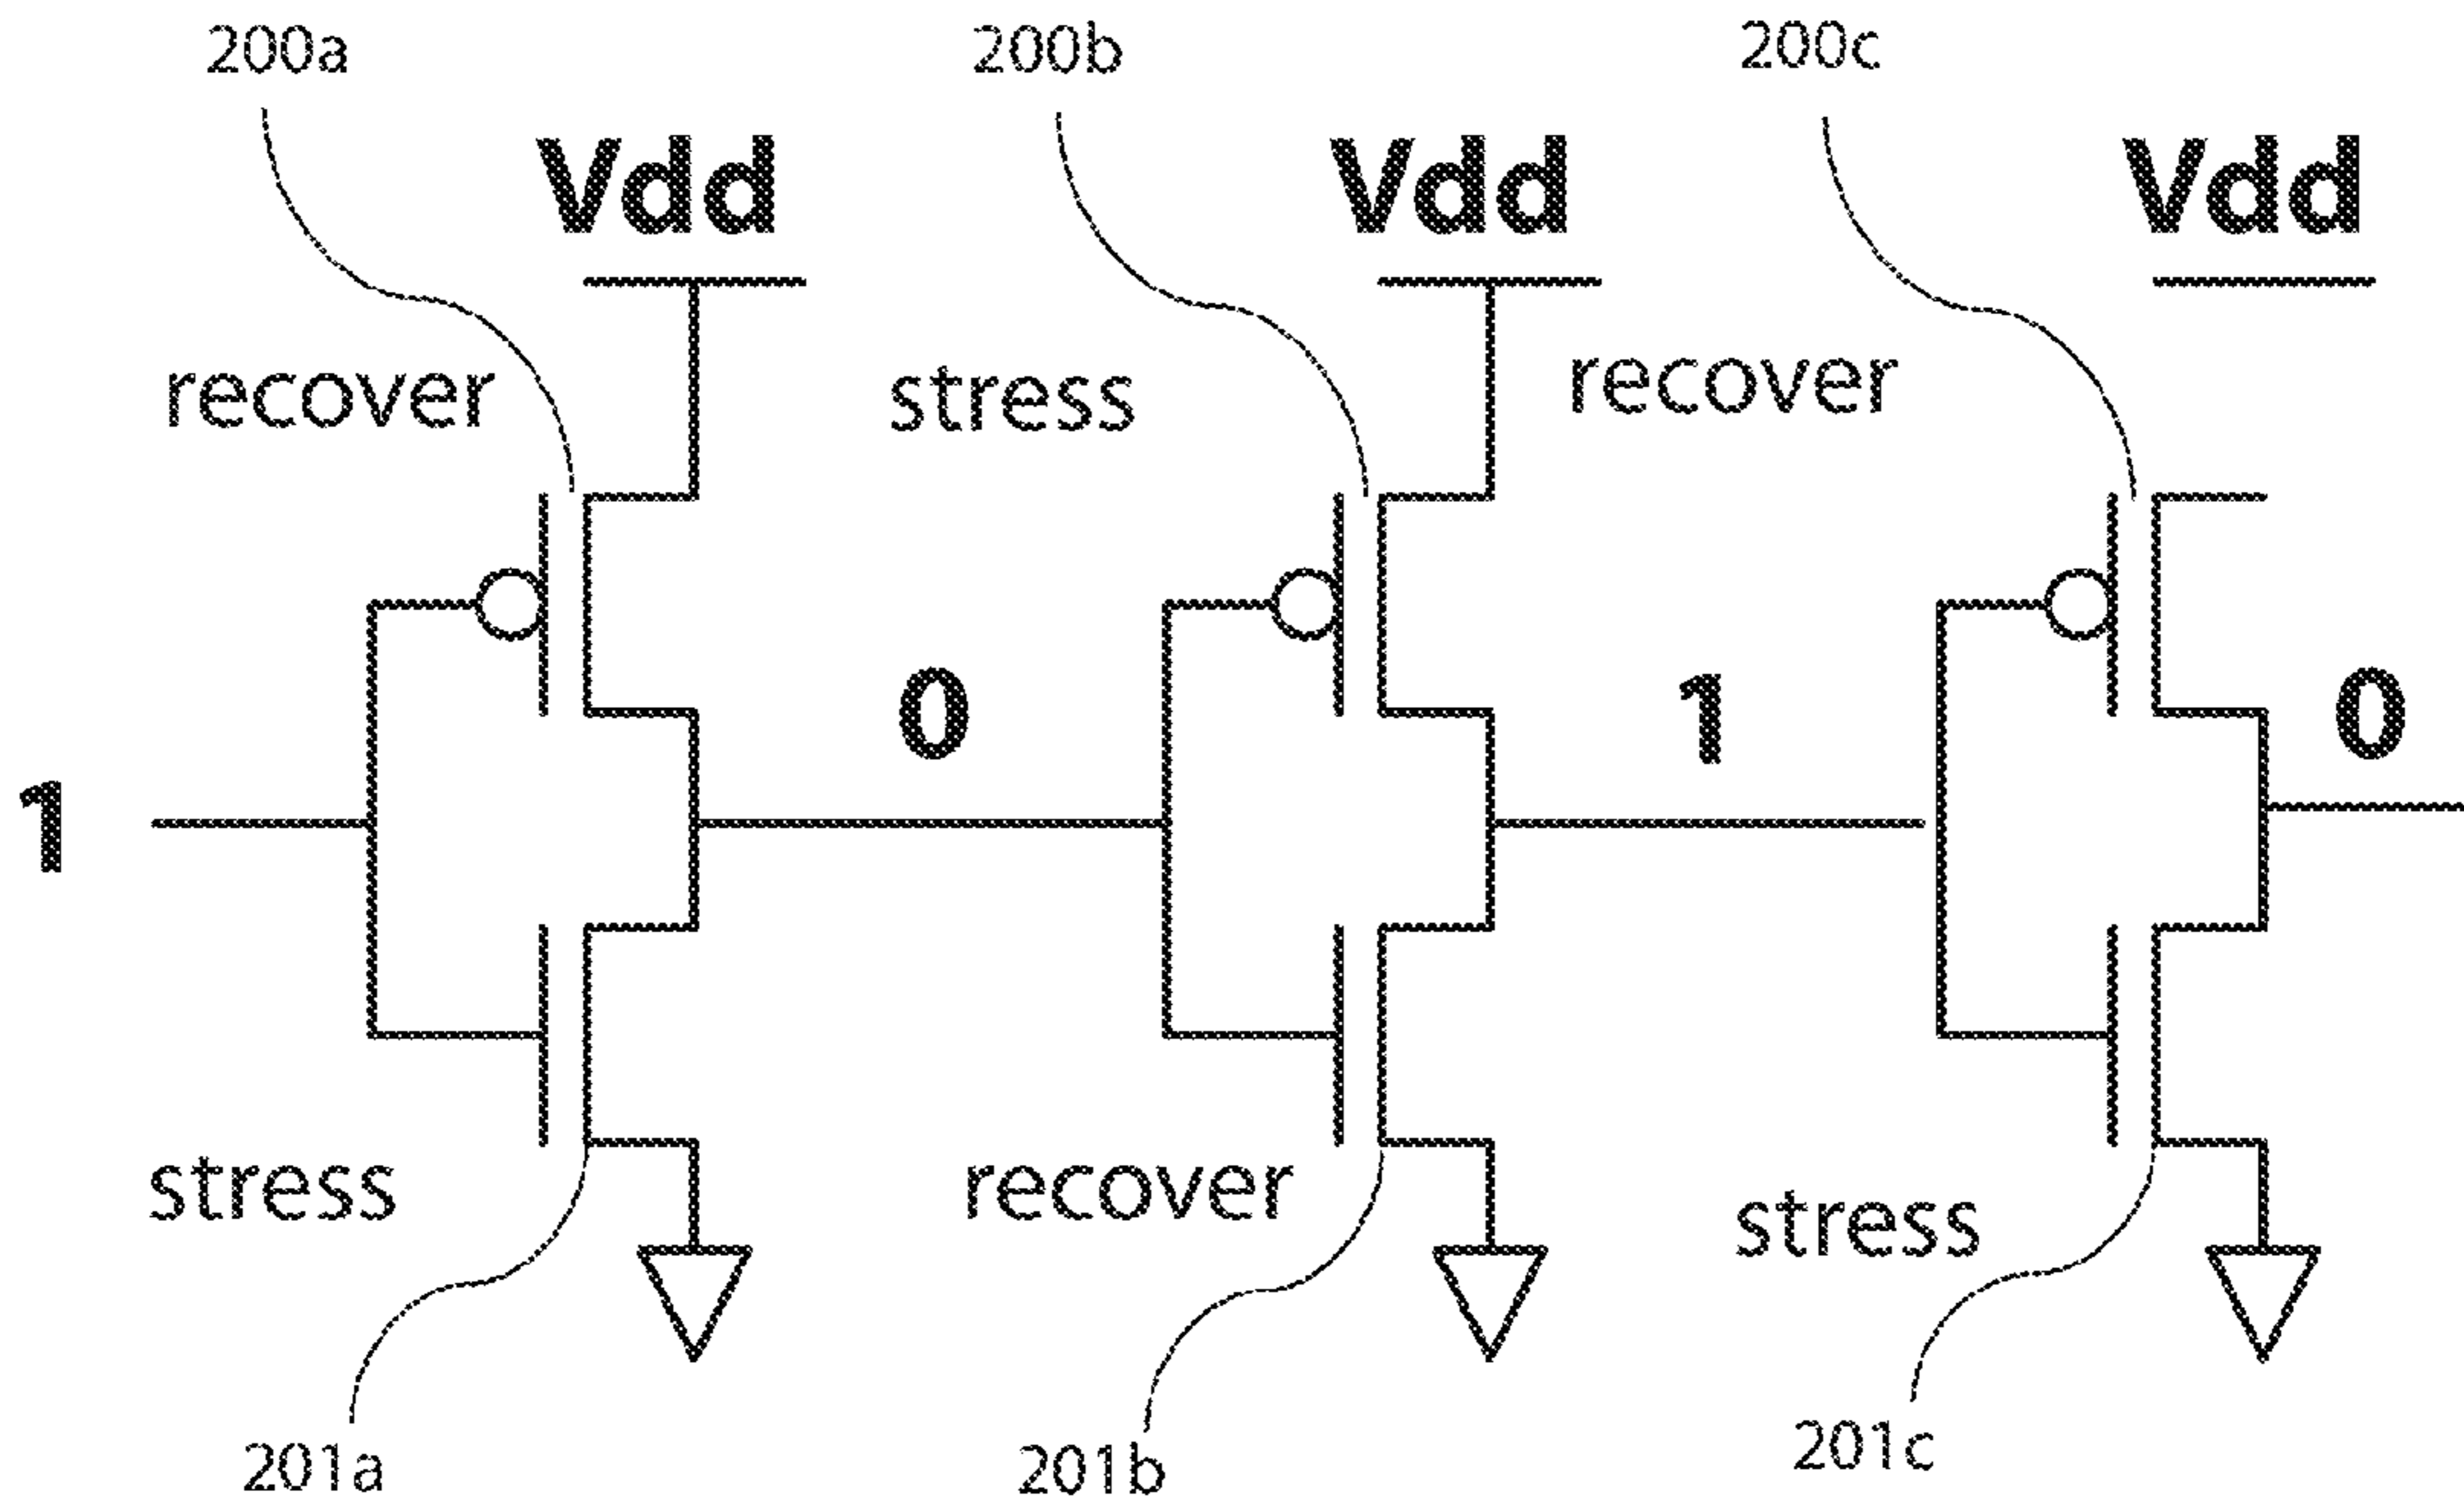 200a 200b 200c
Vdd Vdd Vdd
recover stress recover
0 1 0
1
stress recover stress
201a 201b 201c